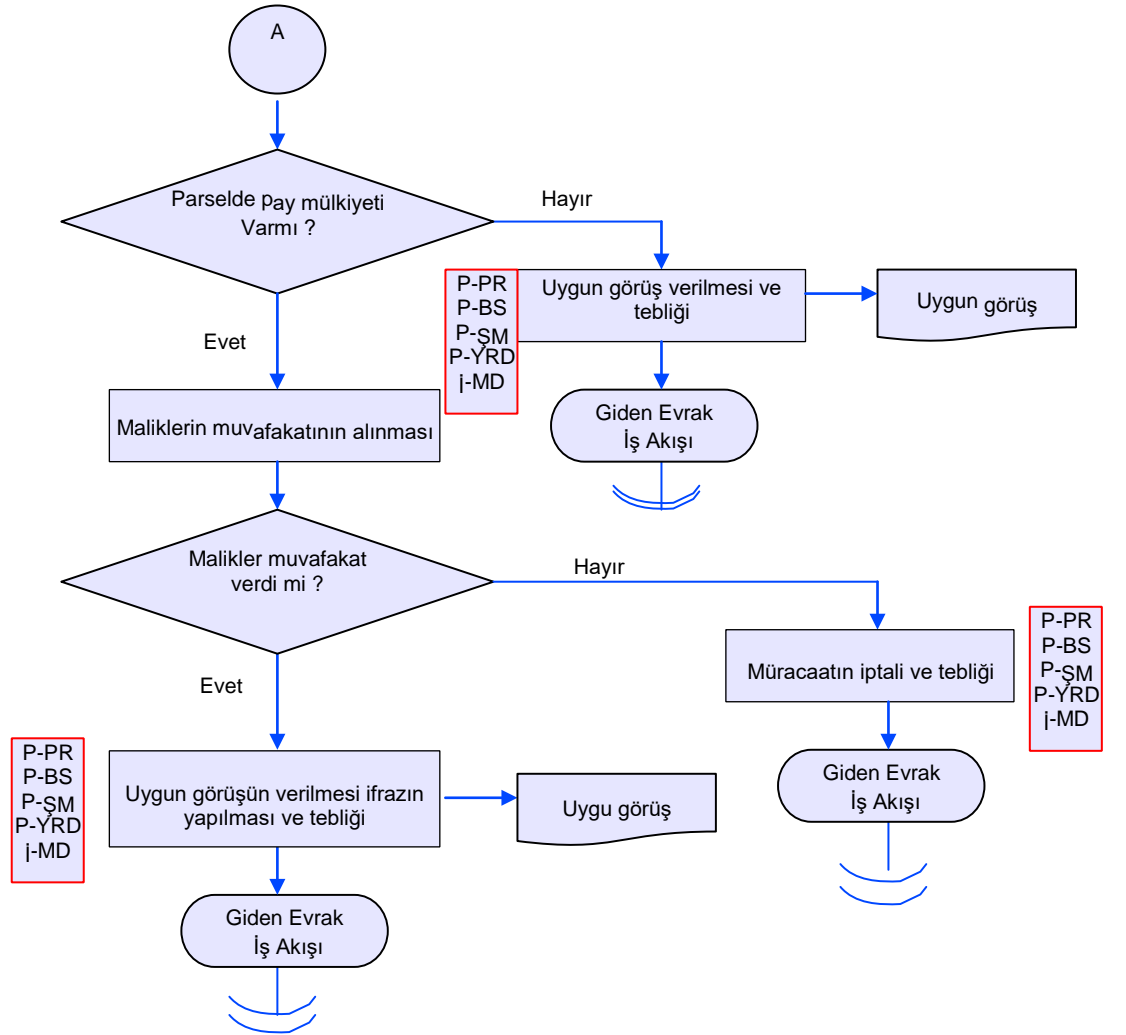 A
Parselde pay mülkiyeti
Varmı ?
Hayır
P-PR
P-BS
P-ŞM
P-YRD
İ-MD
Uygun görüş verilmesi ve
tebliği
Uygun görüş
Evet
Giden Evrak
İş Akışı
Maliklerin muvafakatının alınması
Malikler muvafakat
verdi mi ?
Hayır
P-PR
P-BS
P-ŞM
P-YRD
İ-MD
Müracaatın iptali ve tebliği
Evet
Giden Evrak
İş Akışı
P-PR
P-BS
P-ŞM
P-YRD
İ-MD
Uygun görüşün verilmesi ifrazın
yapılması ve tebliği
Uygu görüş
Giden Evrak
İş Akışı